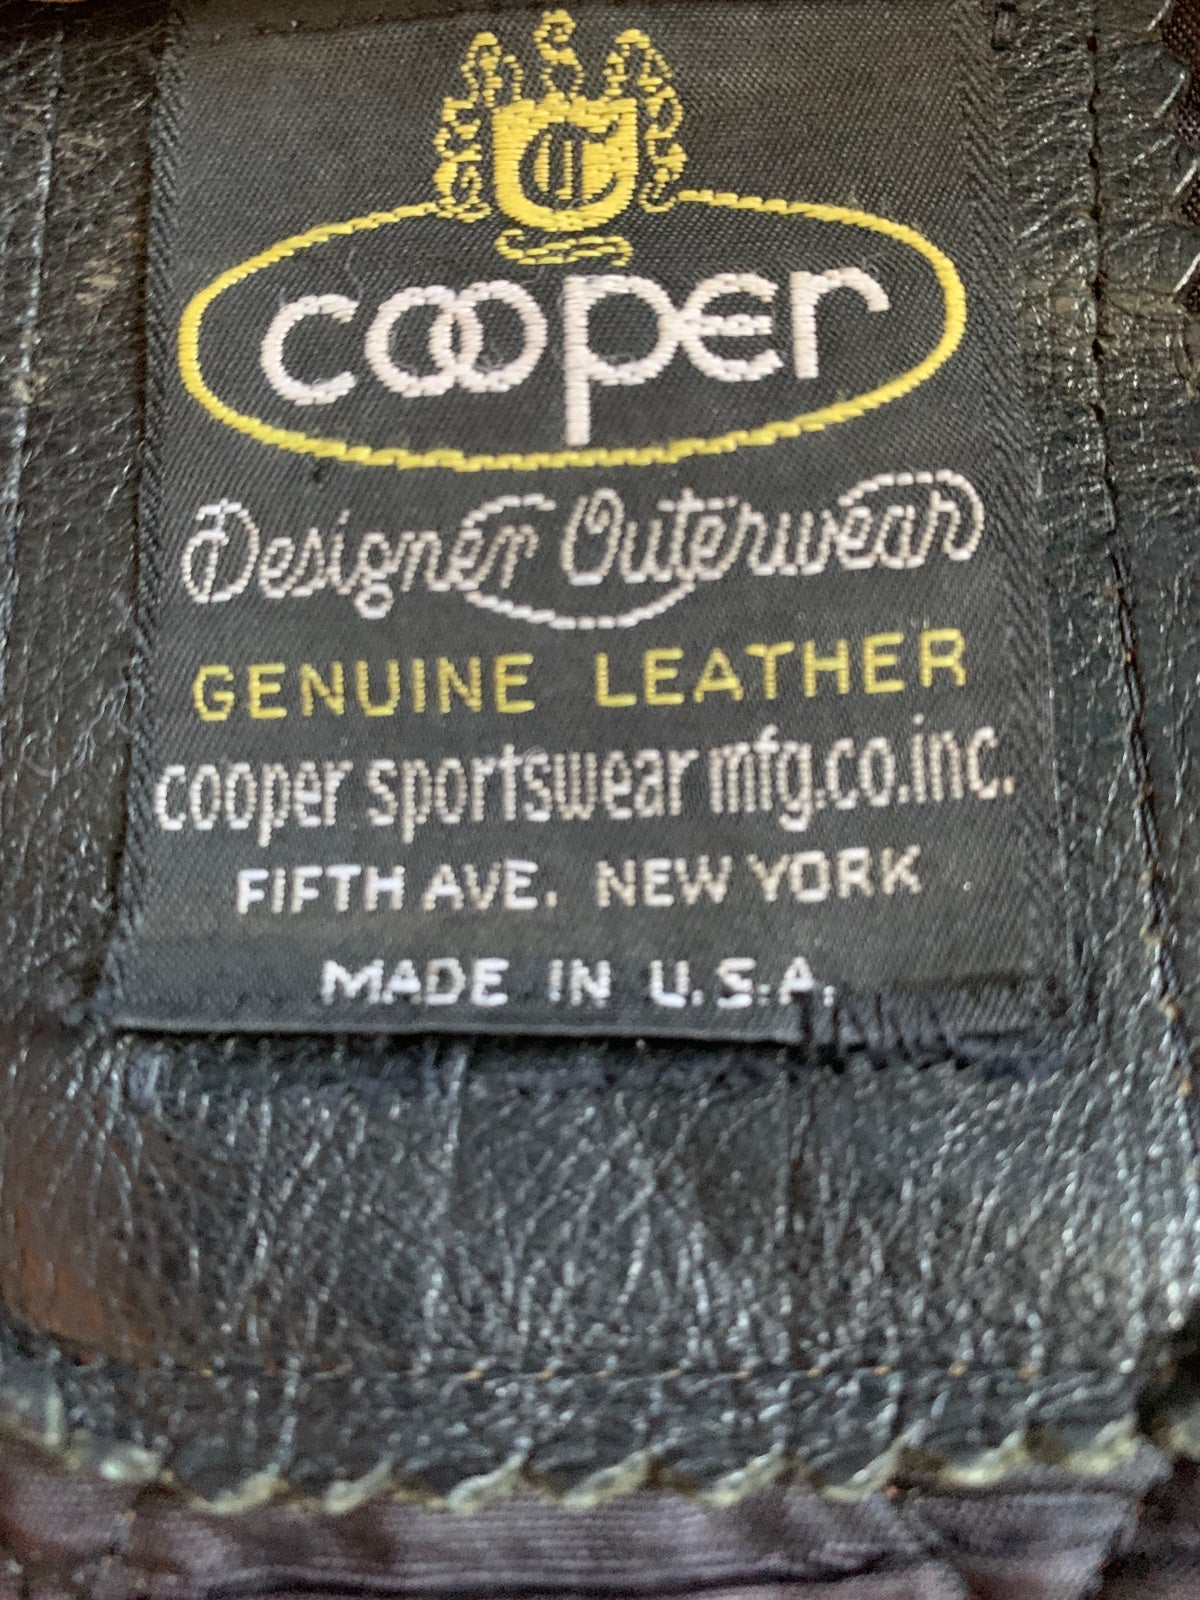 C
cooper
Designer Outerwear
GENUINE LEATHER
cooper sportswear mfg.co.inc.
FIFTH AVE. NEW YORK
MADE IN U.S.A.